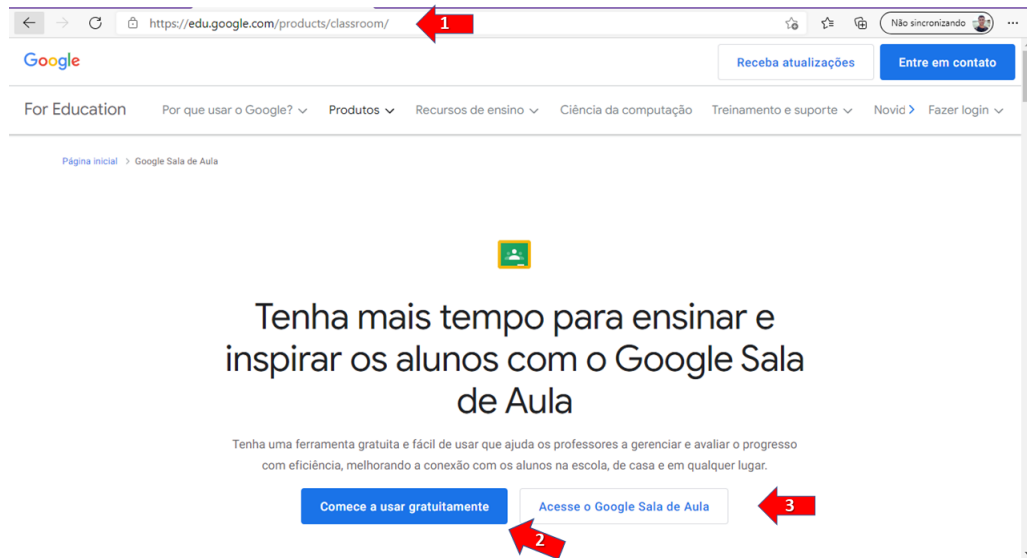 https://edu.google.com/products/classroom/ 1 Não sincronizando
Google Receba atualizações Entre em contato
For Education Por que usar o Google? Produtos Recursos de ensino Ciência da computação Treinamento e suporte Novid Fazer login
Página inicial > Google Sala de Aula
Tenha mais tempo para ensinar e
inspirar os alunos com o Google Sala
de Aula
Tenha uma ferramenta gratuita e fácil de usar que ajuda os professores a gerenciar e avaliar o progresso
com eficiência, melhorando a conexão com os alunos na escola, de casa e em qualquer lugar.
Comece a usar gratuitamente Acesse o Google Sala de Aula 3
2